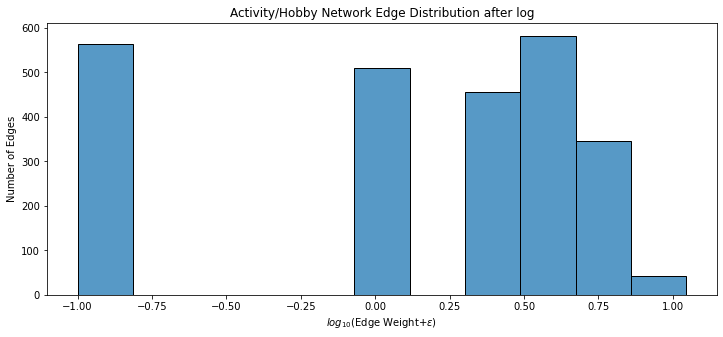 Activity/Hobby Network Edge Distribution after log
Number of Edges
600
500
400
300
200
100
0
−1.00 −0.75 −0.50 −0.25 0.00 0.25 0.50 0.75 1.00
log₁₀(Edge Weight+ε)